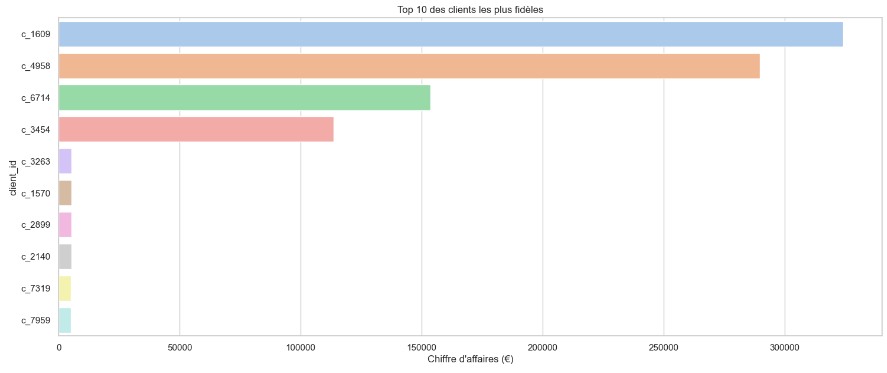 Top 10 des clients les plus fidèles
client_id
c_1609
c_4958
c_6714
c_3454
c_3263
c_1570
c_2899
c_2140
c_7319
c_7959
0 50000 100000 150000 200000 250000 300000
Chiffre d'affaires (€)